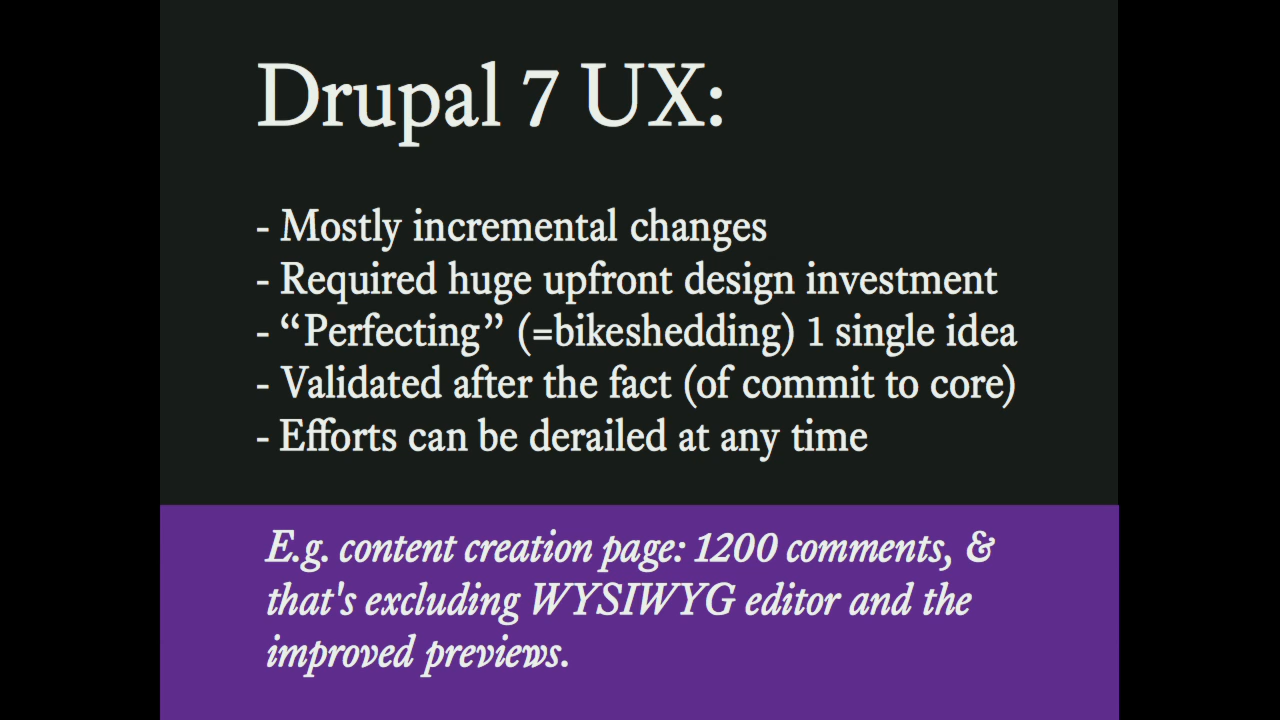 Drupal 7 UX:
- Mostly incremental changes
- Required huge upfront design investment
- “Perfecting” (=bikeshedding) 1 single idea
- Validated after the fact (of commit to core)
- Efforts can be derailed at any time
E.g. content creation page: 1200 comments, &
that's excluding WYSIWYG editor and the
improved previews.